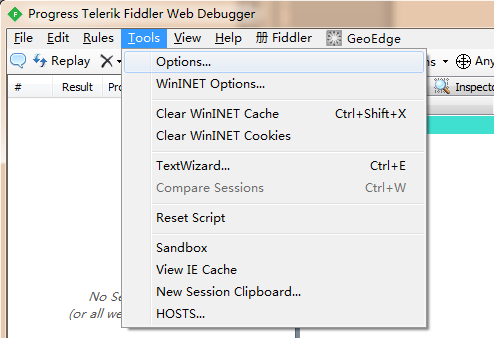 Progress Telerik Fiddler Web Debugger
File Edit Rules Tools View Help 册 Fiddler GeoEdge
Replay
Any
# Result
Inspecto
Options...
WinINET Options...
Clear WinINET Cache Ctrl+Shift+X
Clear WinINET Cookies
TextWizard... Ctrl+E
Compare Sessions Ctrl+W
Reset Script
Sandbox
View IE Cache
New Session Clipboard...
HOSTS...
No Se
(or all we